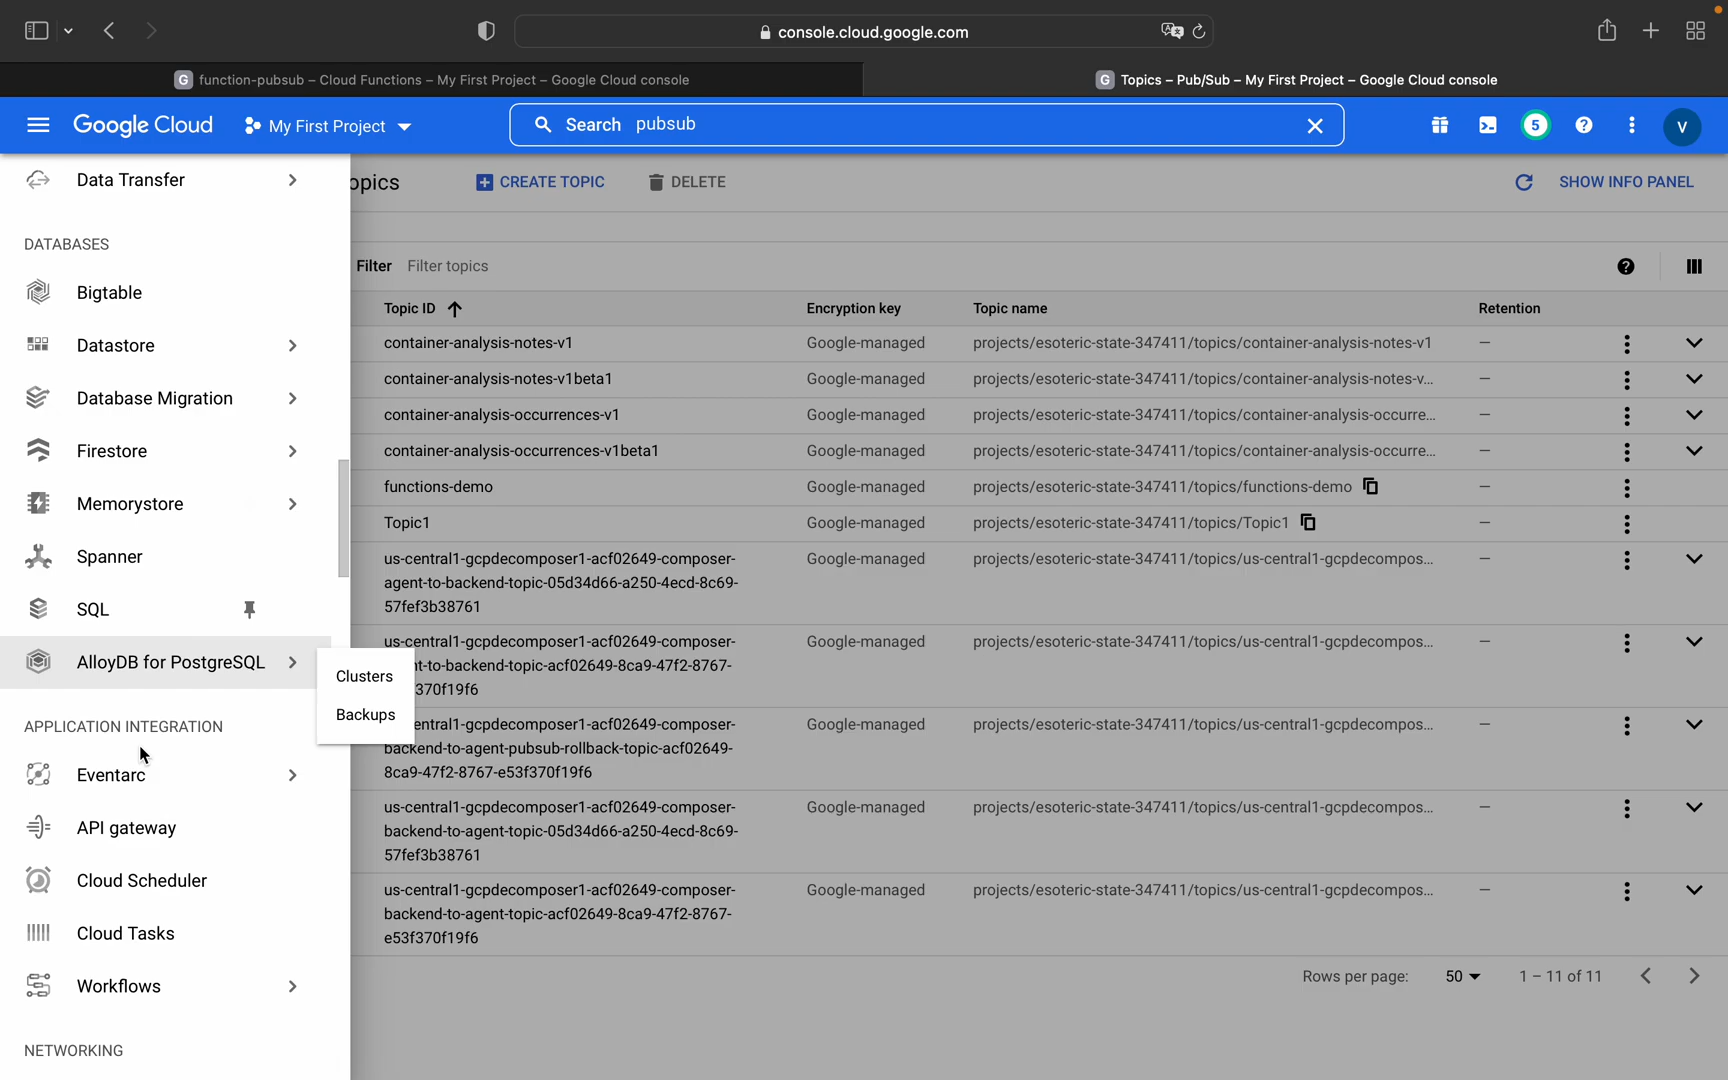 console.cloud.google.com
G function-pubsub – Cloud Functions – My First Project – Google Cloud console
G Topics – Pub/Sub – My First Project – Google Cloud console
Google Cloud
My First Project
Search pubsub
5
?
V
Data Transfer
DATABASES
Bigtable
Datastore
Database Migration
Firestore
Memorystore
Spanner
SQL
AlloyDB for PostgreSQL
Clusters
Backups
APPLICATION INTEGRATION
Eventarc
API gateway
Cloud Scheduler
Cloud Tasks
Workflows
NETWORKING
opics
CREATE TOPIC
DELETE
SHOW INFO PANEL
Filter Filter topics
?
Topic ID Encryption key Topic name Retention
container-analysis-notes-v1 Google-managed projects/esoteric-state-347411/topics/container-analysis-notes-v1 –
container-analysis-notes-v1beta1 Google-managed projects/esoteric-state-347411/topics/container-analysis-notes-v... –
container-analysis-occurrences-v1 Google-managed projects/esoteric-state-347411/topics/container-analysis-occurre... –
container-analysis-occurrences-v1beta1 Google-managed projects/esoteric-state-347411/topics/container-analysis-occurre... –
functions-demo Google-managed projects/esoteric-state-347411/topics/functions-demo –
Topic1 Google-managed projects/esoteric-state-347411/topics/Topic1 –
us-central1-gcpdecomposer1-acf02649-composer- Google-managed projects/esoteric-state-347411/topics/us-central1-gcpdecompos... –
agent-to-backend-topic-05d34d66-a250-4ecd-8c69-
57fef3b38761
us-central1-gcpdecomposer1-acf02649-composer- Google-managed projects/esoteric-state-347411/topics/us-central1-gcpdecompos... –
nt-to-backend-topic-acf02649-8ca9-47f2-8767-
370f19f6
entral1-gcpdecomposer1-acf02649-composer- Google-managed projects/esoteric-state-347411/topics/us-central1-gcpdecompos... –
backend-to-agent-pubsub-rollback-topic-acf02649-
8ca9-47f2-8767-e53f370f19f6
us-central1-gcpdecomposer1-acf02649-composer- Google-managed projects/esoteric-state-347411/topics/us-central1-gcpdecompos... –
backend-to-agent-topic-05d34d66-a250-4ecd-8c69-
57fef3b38761
us-central1-gcpdecomposer1-acf02649-composer- Google-managed projects/esoteric-state-347411/topics/us-central1-gcpdecompos... –
backend-to-agent-topic-acf02649-8ca9-47f2-8767-
e53f370f19f6
Rows per page: 50 1 – 11 of 11